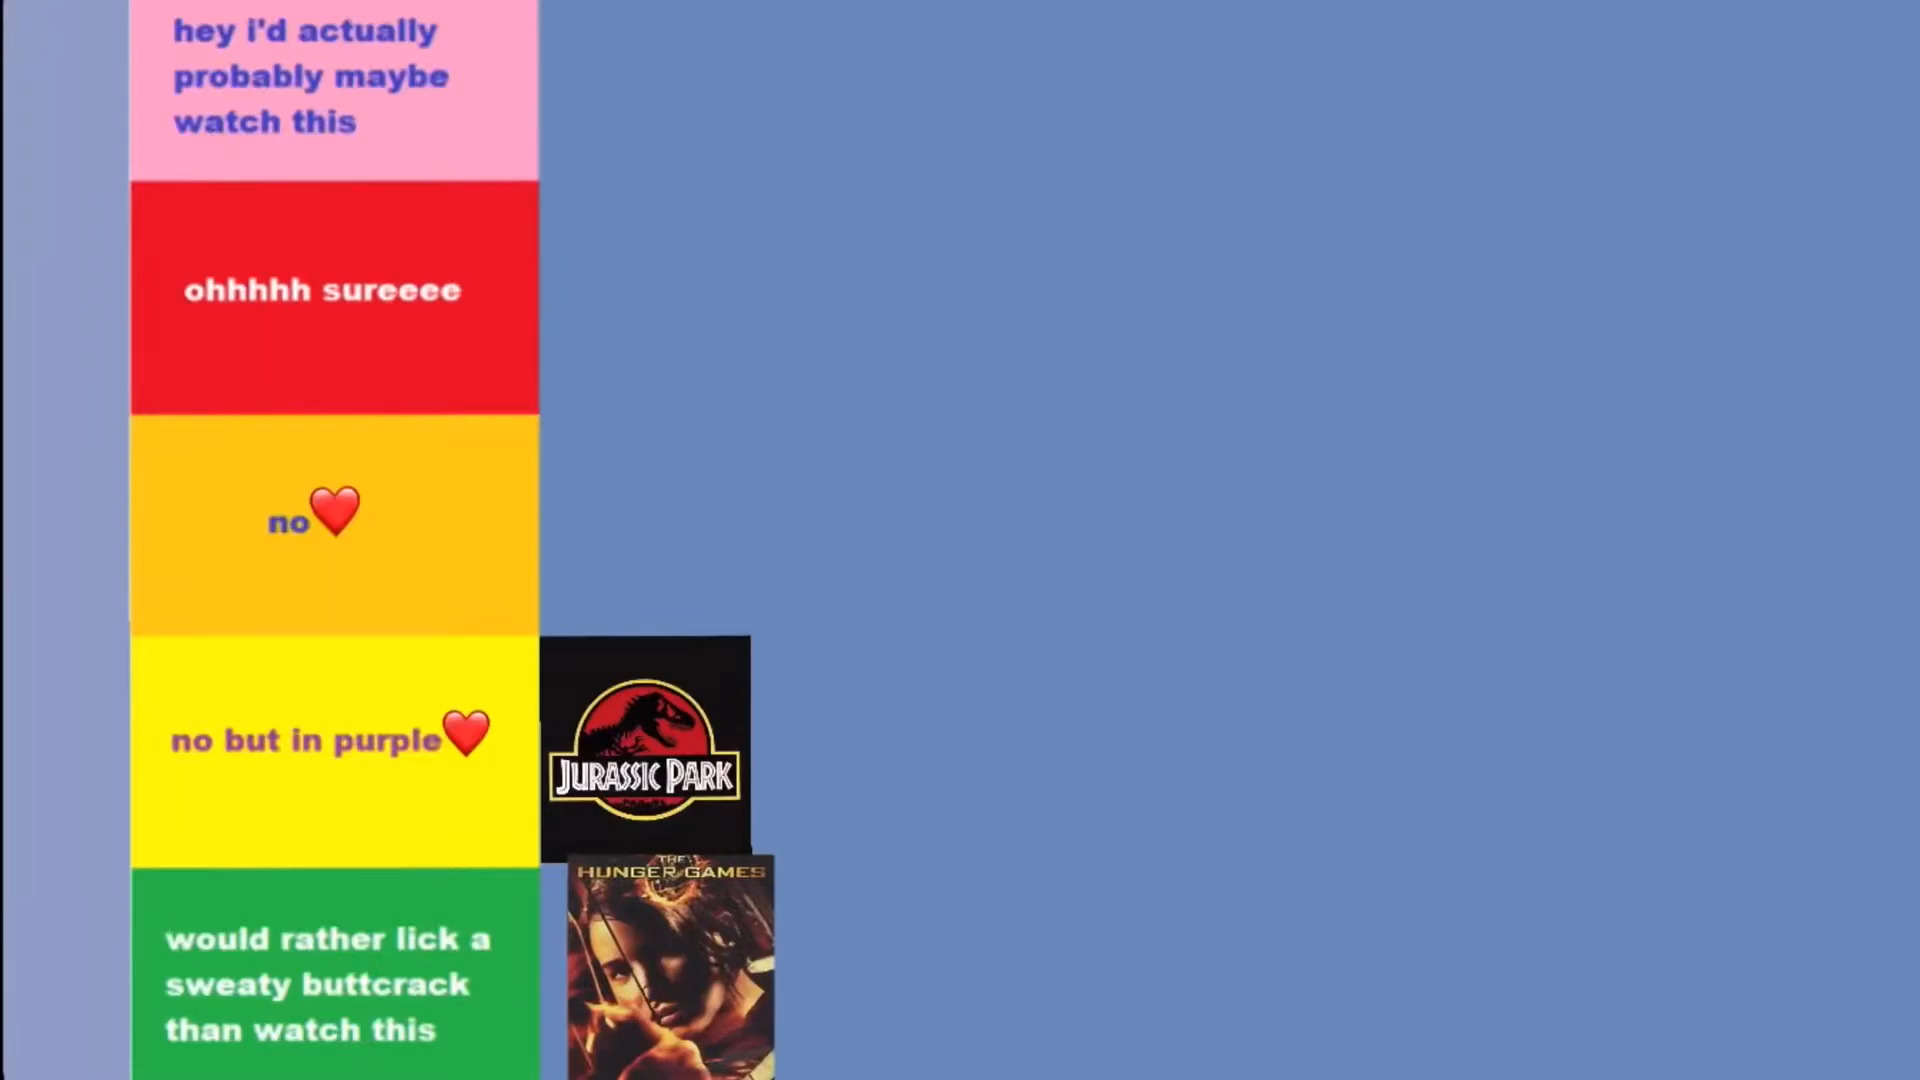 hey i'd actually
probably maybe
watch this
ohhhhh sureeee
no❤️
no but in purple❤️
JURASSIC PARK
THE
HUNGER GAMES
would rather lick a
sweaty buttcrack
than watch this